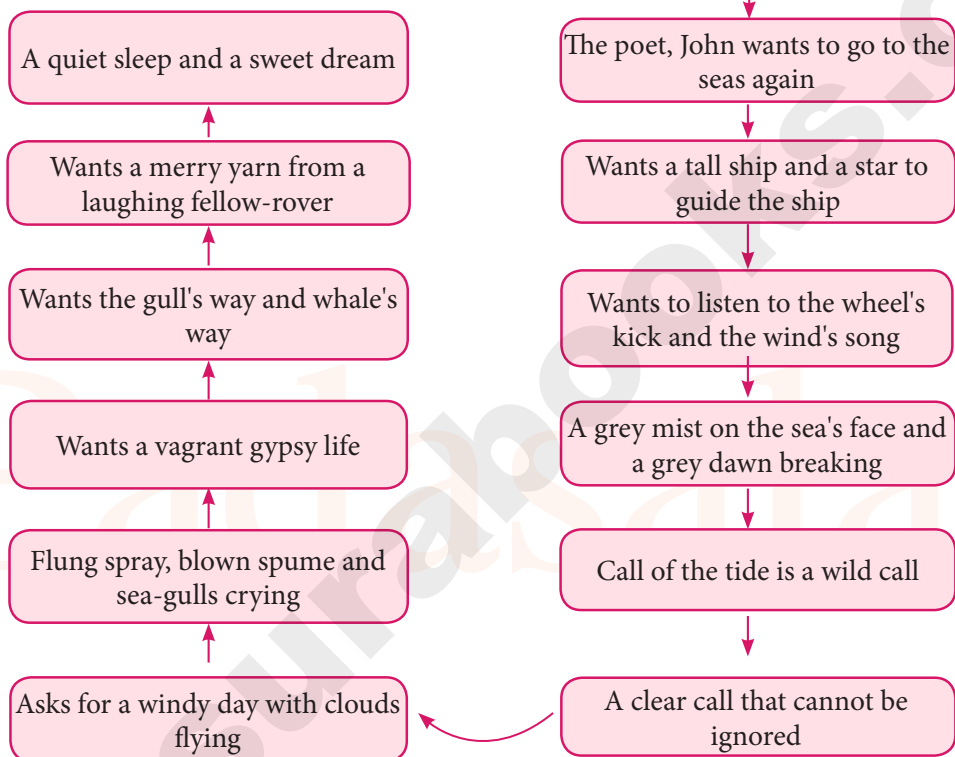 The poet, John wants to go to the
seas again
Wants a tall ship and a star to
guide the ship
Wants to listen to the wheel's
kick and the wind's song
A grey mist on the sea's face and
a grey dawn breaking
Call of the tide is a wild call
A clear call that cannot be
ignored
Asks for a windy day with clouds
flying
Flung spray, blown spume and
sea-gulls crying
Wants a vagrant gypsy life
Wants the gull's way and whale's
way
Wants a merry yarn from a
laughing fellow-rover
A quiet sleep and a sweet dream
surabooks.c
Padasala